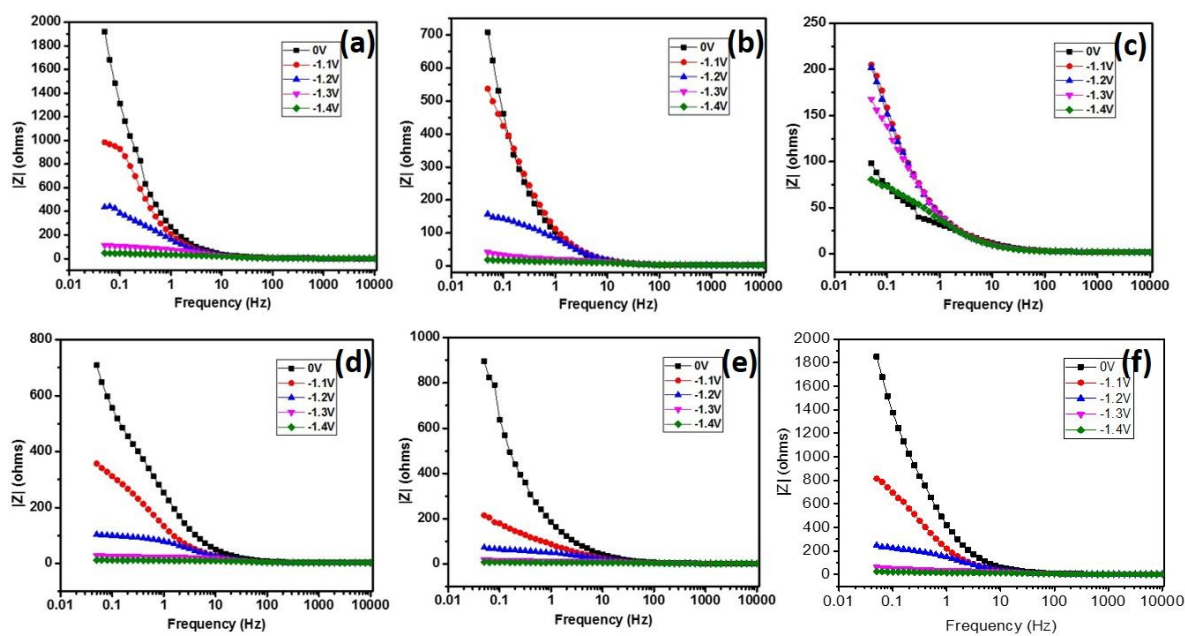 (a)
2000
1800
1600
1400
1200
1000
800
600
400
200
0
|Z| (ohms)
0V
-1.1V
-1.2V
-1.3V
-1.4V
0.01 0.1 1 10 100 1000 10000
Frequency (Hz)
(b)
700
600
500
400
300
200
100
0
|Z| (ohms)
0V
-1.1V
-1.2V
-1.3V
-1.4V
0.01 0.1 1 10 100 1000 10000
Frequency (Hz)
(c)
250
200
150
100
50
0
|Z| (ohms)
0V
-1.1V
-1.2V
-1.3V
-1.4V
0.01 0.1 1 10 100 1000 10000
Frequency (Hz)
(d)
800
600
400
200
0
|Z| (ohms)
0V
-1.1V
-1.2V
-1.3V
-1.4V
0.01 0.1 1 10 100 1000 10000
Frequency (Hz)
(e)
1000
800
600
400
200
0
|Z| (ohms)
0V
-1.1V
-1.2V
-1.3V
-1.4V
0.01 0.1 1 10 100 1000 10000
Frequency (Hz)
(f)
2000
1800
1600
1400
1200
1000
800
600
400
200
0
|Z| (ohms)
0V
-1.1V
-1.2V
-1.3V
-1.4V
0.01 0.1 1 10 100 1000 10000
Frequency (Hz)